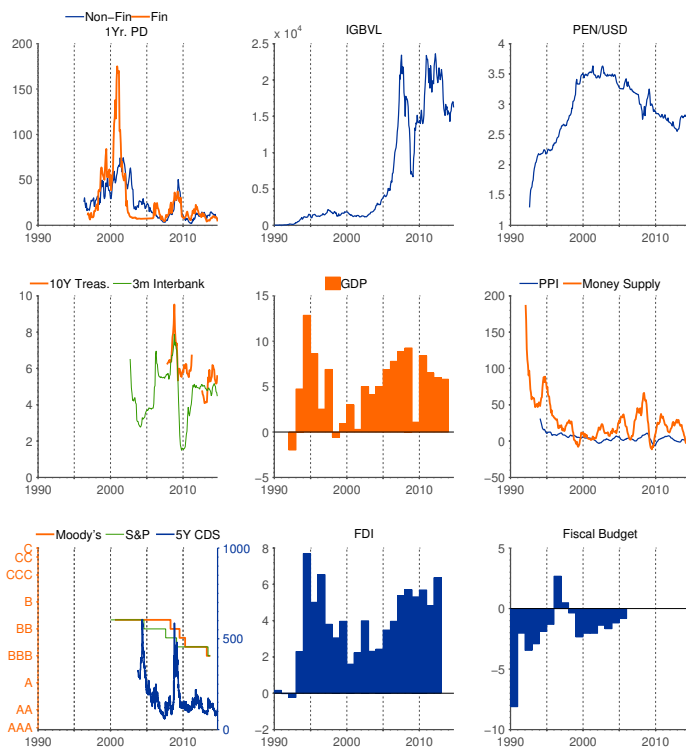 Non−Fin Fin
1Yr. PD
200
150
100
50
0
1990 2000 2010
IGBVL
2.5 x 10⁴
2
1.5
1
0.5
0
1990 2000 2010
PEN/USD
4
3.5
3
2.5
2
1.5
1
1990 2000 2010
10Y Treas. 3m Interbank
10
8
6
4
2
0
1990 2000 2010
GDP
15
10
5
0
−5
1990 2000 2010
PPI Money Supply
200
150
100
50
0
−50
1990 2000 2010
Moody's S&P 5Y CDS
C
CC
CCC
B
BB
BBB
A
AA
AAA
1000
500
0
1990 2000 2010
FDI
8
6
4
2
0
−2
1990 2000 2010
Fiscal Budget
5
0
−5
−10
1990 2000 2010